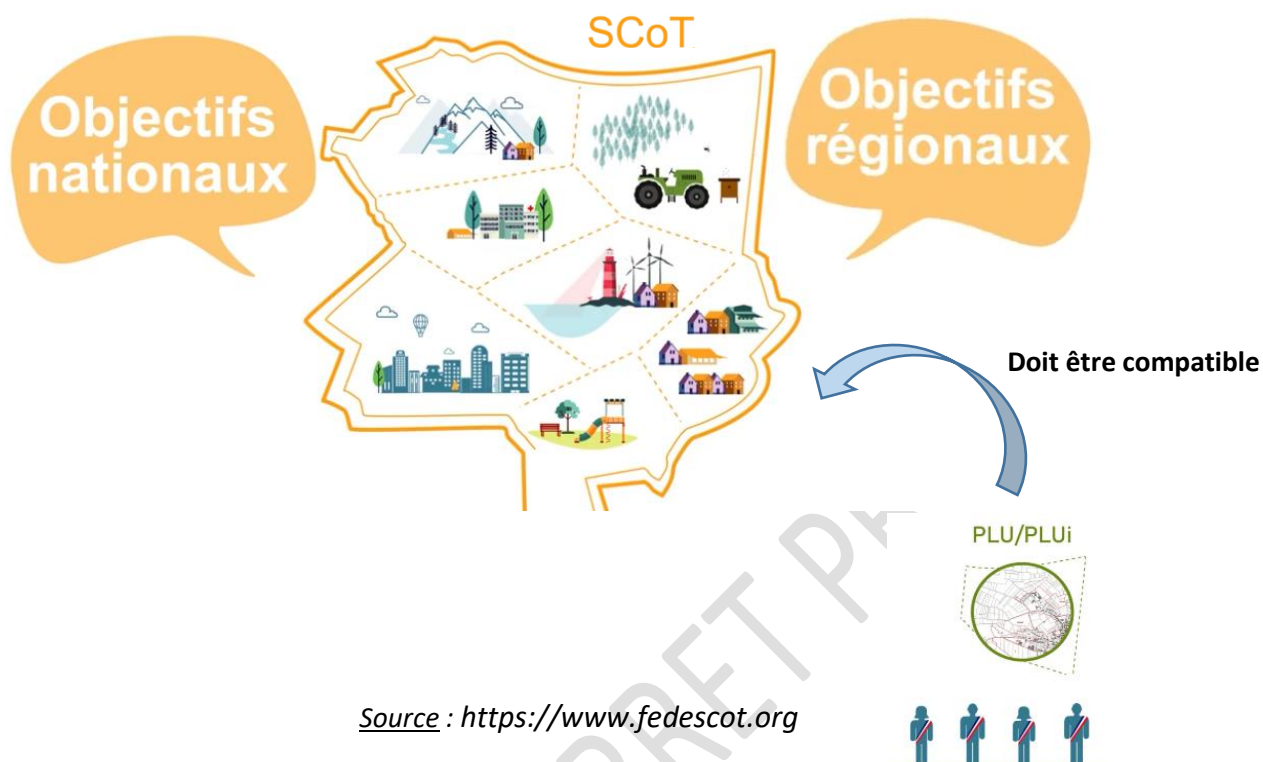 SCoT
Objectifs
nationaux
Objectifs
régionaux
Doit être compatible
PLU/PLUi
Source : https://www.fedescot.org